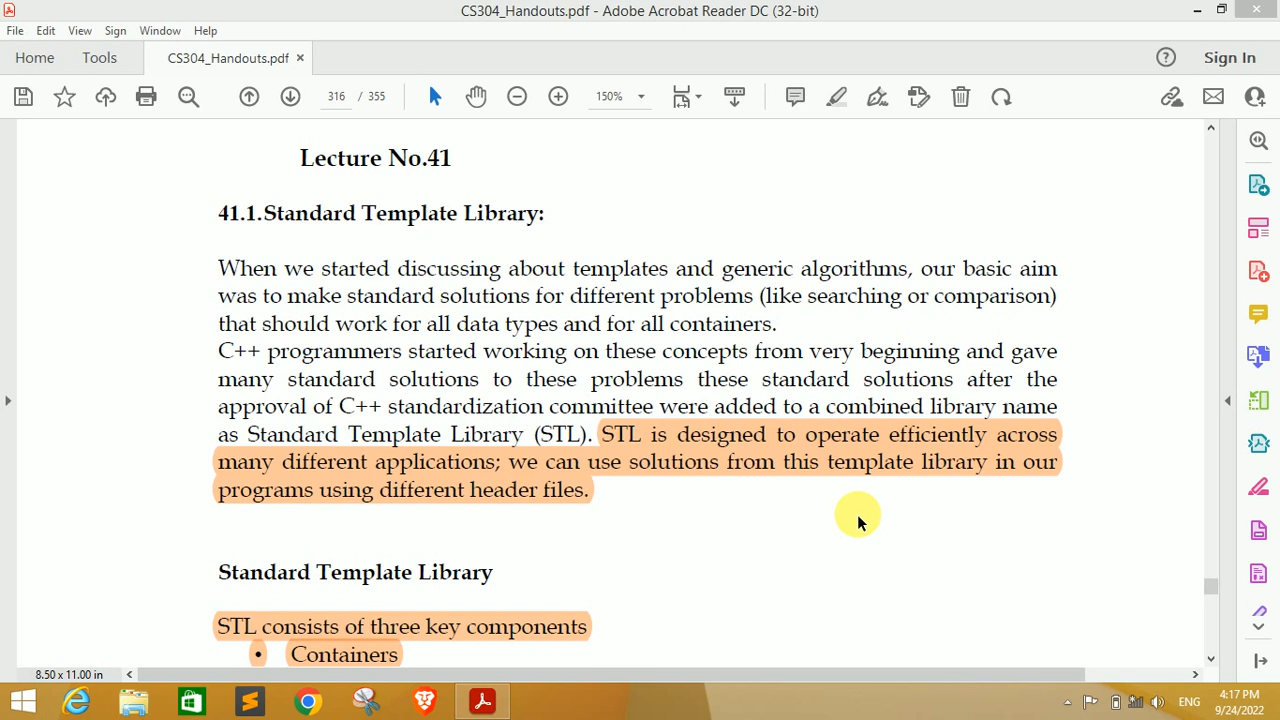 CS304_Handouts.pdf - Adobe Acrobat Reader DC (32-bit)
File Edit View Sign Window Help
Home Tools CS304_Handouts.pdf × Sign In
316 / 355 150%
Lecture No.41
41.1.Standard Template Library:
When we started discussing about templates and generic algorithms, our basic aim
was to make standard solutions for different problems (like searching or comparison)
that should work for all data types and for all containers.
C++ programmers started working on these concepts from very beginning and gave
many standard solutions to these problems these standard solutions after the
approval of C++ standardization committee were added to a combined library name
as Standard Template Library (STL). STL is designed to operate efficiently across
many different applications; we can use solutions from this template library in our
programs using different header files.
Standard Template Library
STL consists of three key components
• Containers
8.50 x 11.00 in
ENG 4:17 PM
9/24/2022